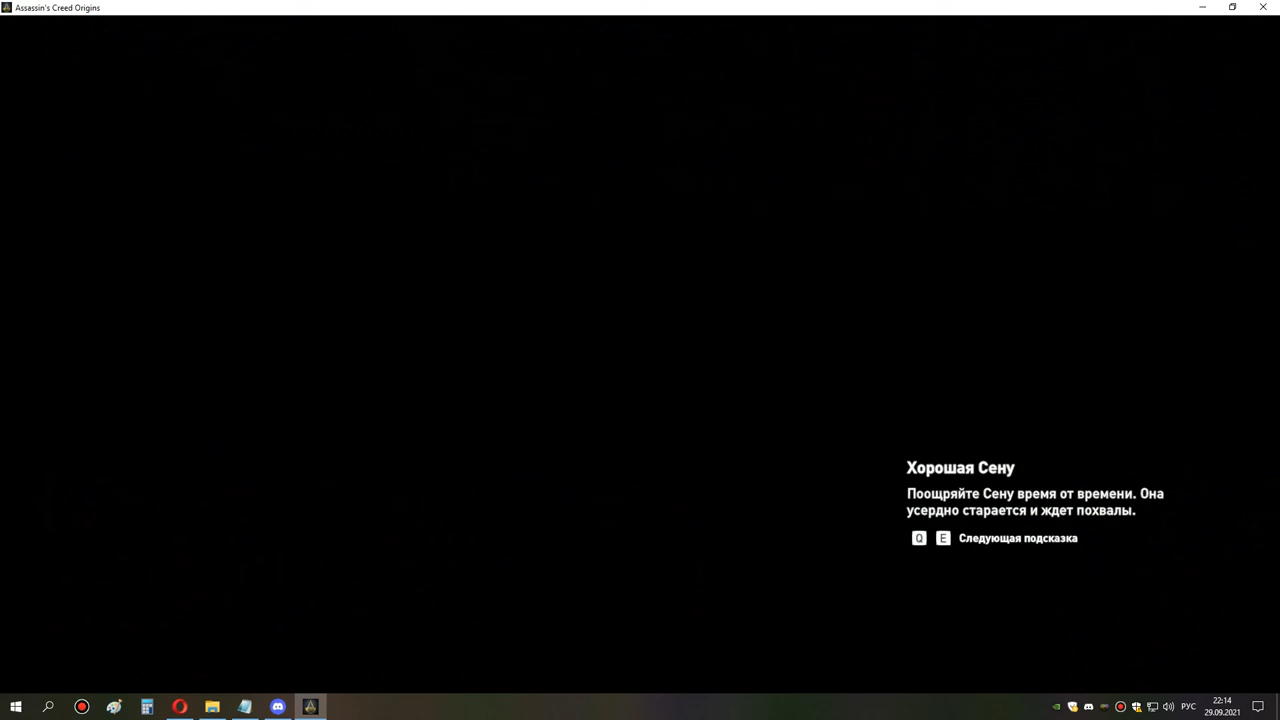 Assassin's Creed Origins
Хорошая Сену
Поощряйте Сену время от времени. Она
усердно старается и ждет похвалы.
Q E Следующая подсказка
РУС
22:14
29.09.2021